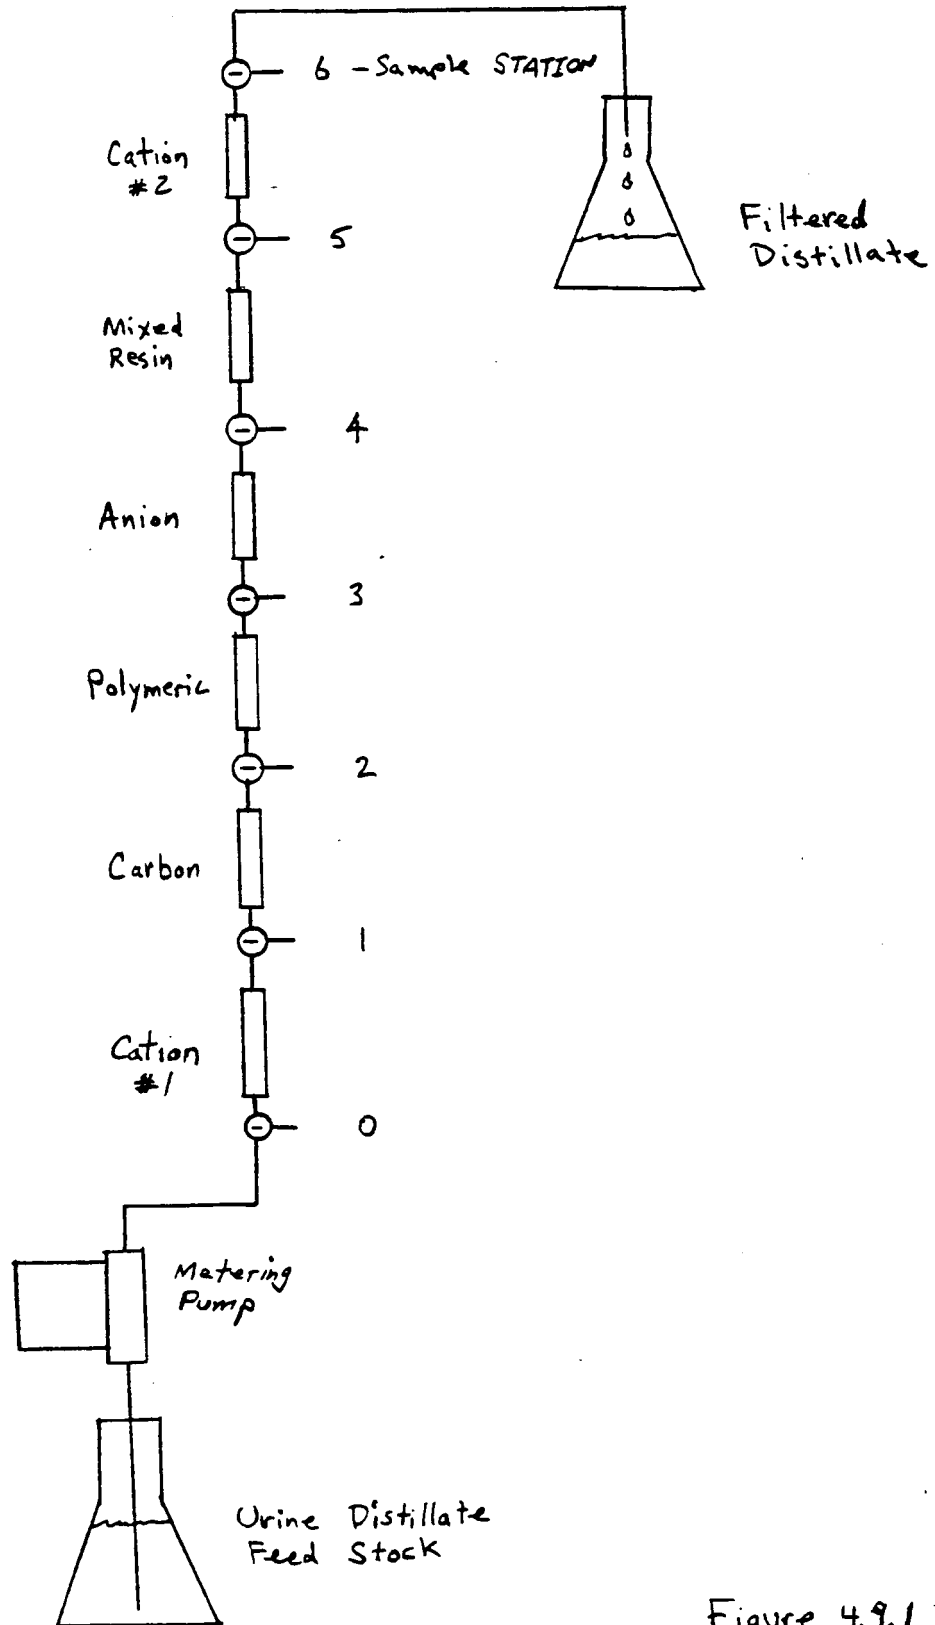 6 - Sample STATION
Cation
#2
5
Filtered
Distillate
Mixed
Resin
4
Anion
3
Polymeric
2
Carbon
1
Cation
#1
0
Metering
Pump
Urine Distillate
Feed Stock
Figure 4.9.1